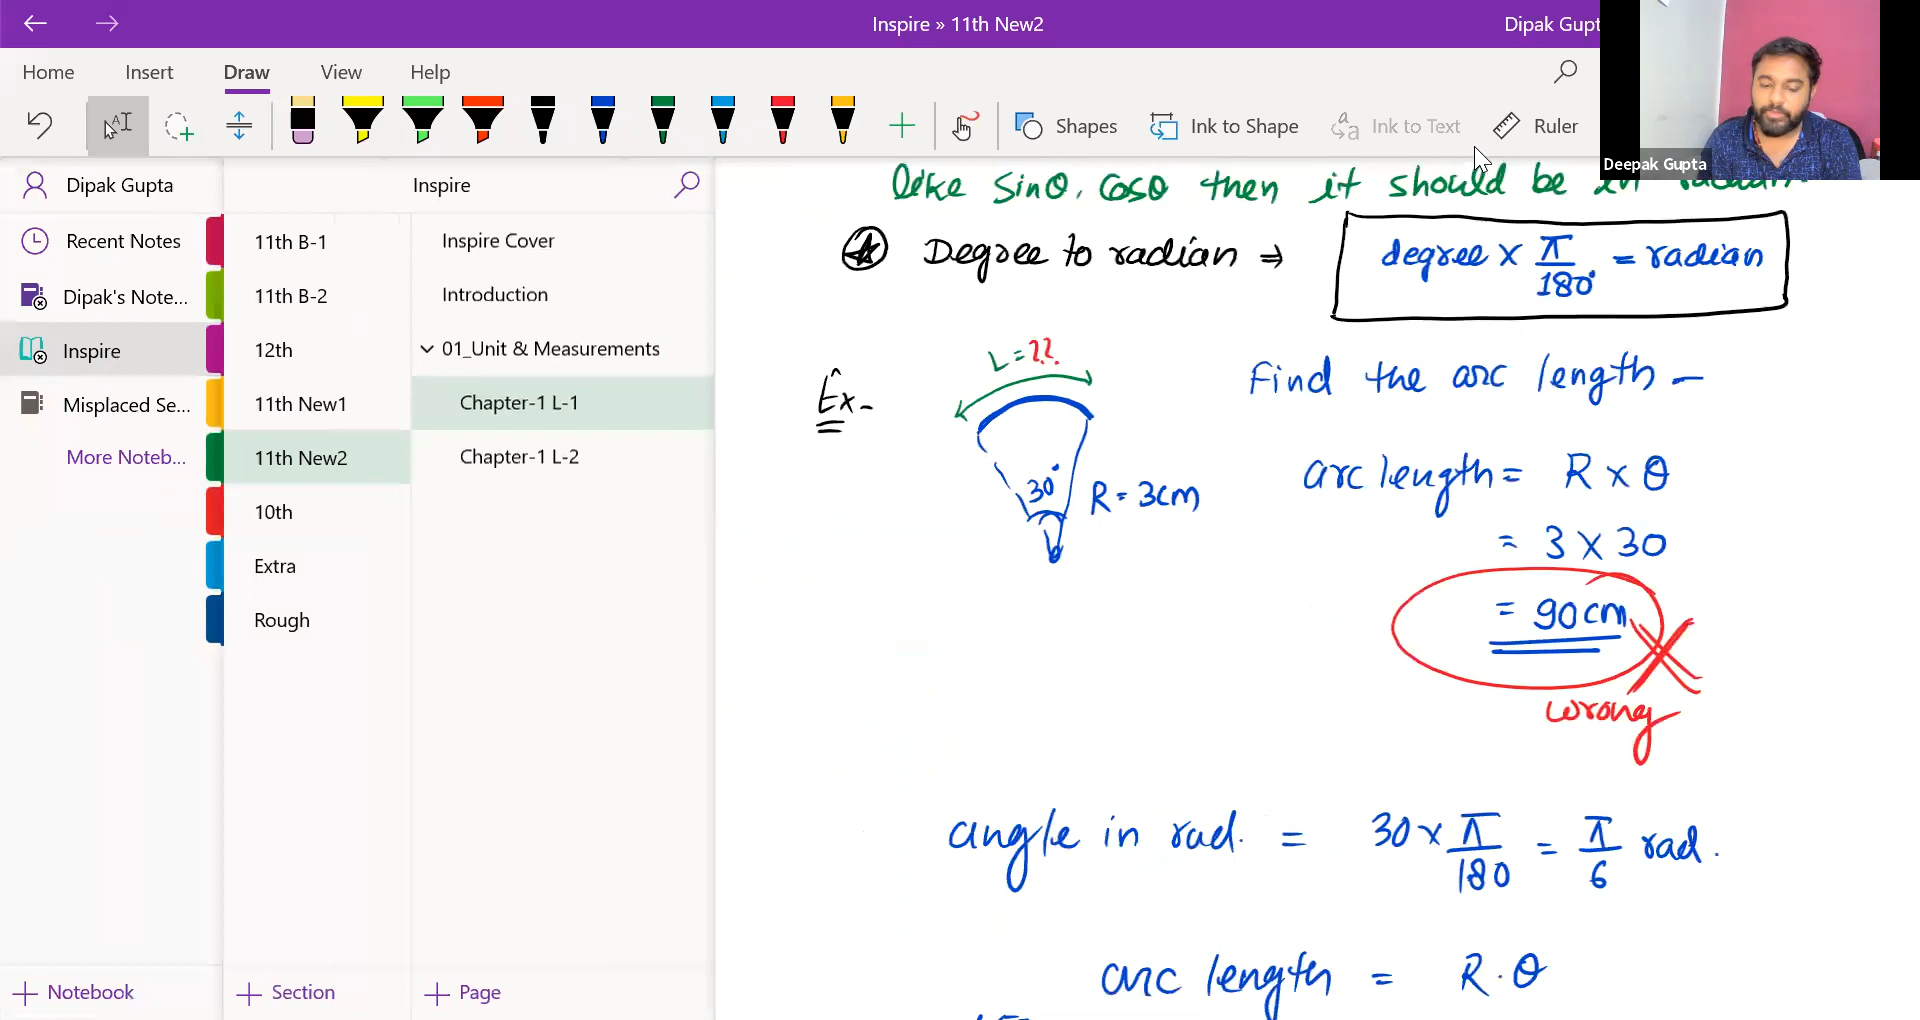 Inspire » 11th New2
Dipak Gupt
Home Insert Draw View Help
Shapes Ink to Shape Ink to Text Ruler
Deepak Gupta
Dipak Gupta
Recent Notes
Dipak's Note...
Inspire
Misplaced Se...
More Noteb...
11th B-1
11th B-2
12th
11th New1
11th New2
10th
Extra
Rough
Inspire
Inspire Cover
Introduction
01_Unit & Measurements
Chapter-1 L-1
Chapter-1 L-2
Notebook
Section
Page
like sinθ, cosθ then it should be in radian.
Degree to radian ⇒ degree × π/180° = radian
Ex-
L = ??
30°
R = 3cm
Find the arc length -
arc length = R × θ
= 3 × 30
= 90 cm
wrong
angle in rad. = 30 × π/180 = π/6 rad.
arc length = R · θ